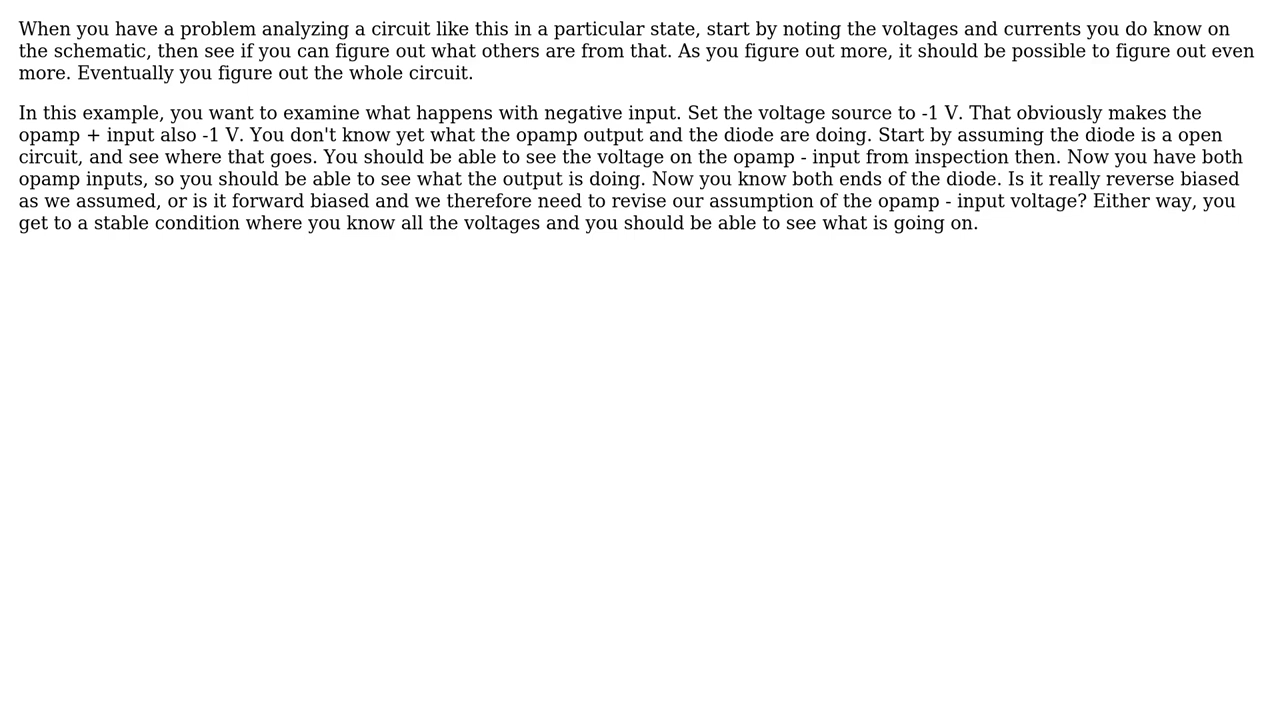 When you have a problem analyzing a circuit like this in a particular state, start by noting the voltages and currents you do know on
the schematic, then see if you can figure out what others are from that. As you figure out more, it should be possible to figure out even
more. Eventually you figure out the whole circuit.
In this example, you want to examine what happens with negative input. Set the voltage source to -1 V. That obviously makes the
opamp + input also -1 V. You don't know yet what the opamp output and the diode are doing. Start by assuming the diode is a open
circuit, and see where that goes. You should be able to see the voltage on the opamp - input from inspection then. Now you have both
opamp inputs, so you should be able to see what the output is doing. Now you know both ends of the diode. Is it really reverse biased
as we assumed, or is it forward biased and we therefore need to revise our assumption of the opamp - input voltage? Either way, you
get to a stable condition where you know all the voltages and you should be able to see what is going on.